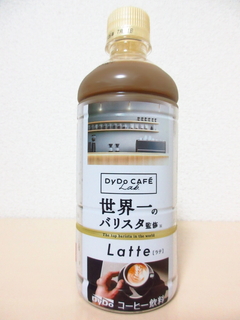 DyDo CAFÉ
Lab.
世界一の
バリスタ監修※
The top barista in the world
Latte【ラテ】
DyDo コーヒー飲料